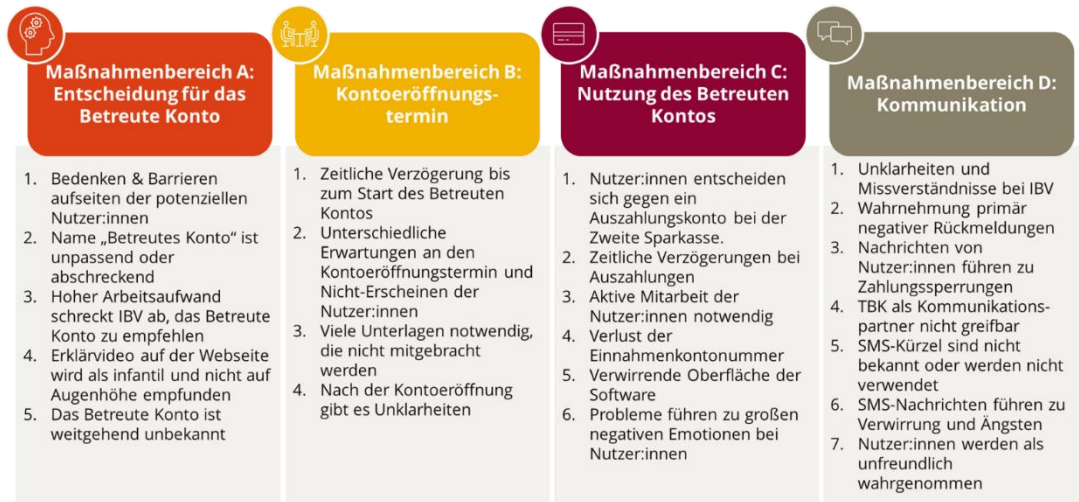 Maßnahmenbereich A:
Entscheidung für das
Betreute Konto
1. Bedenken & Barrieren
aufseiten der potenziellen
Nutzer:innen
2. Name „Betreutes Konto“ ist
unpassend oder
abschreckend
3. Hoher Arbeitsaufwand
schreckt IBV ab, das Betreute
Konto zu empfehlen
4. Erklärvideo auf der Webseite
wird als infantil und nicht auf
Augenhöhe empfunden
5. Das Betreute Konto ist
weitgehend unbekannt
Maßnahmenbereich B:
Kontoeröffnungs-
termin
1. Zeitliche Verzögerung bis
zum Start des Betreuten
Kontos
2. Unterschiedliche
Erwartungen an den
Kontoeröffnungstermin und
Nicht-Erscheinen der
Nutzer:innen
3. Viele Unterlagen notwendig,
die nicht mitgebracht
werden
4. Nach der Kontoeröffnung
gibt es Unklarheiten
Maßnahmenbereich C:
Nutzung des Betreuten
Kontos
1. Nutzer:innen entscheiden
sich gegen ein
Auszahlungskonto bei der
Zweite Sparkasse.
2. Zeitliche Verzögerungen bei
Auszahlungen
3. Aktive Mitarbeit der
Nutzer:innen notwendig
4. Verlust der
Einnahmenkontonummer
5. Verwirrende Oberfläche der
Software
6. Probleme führen zu großen
negativen Emotionen bei
Nutzer:innen
Maßnahmenbereich D:
Kommunikation
1. Unklarheiten und
Missverständnisse bei IBV
2. Wahrnehmung primär
negativer Rückmeldungen
3. Nachrichten von
Nutzer:innen führen zu
Zahlungssperrungen
4. TBK als Kommunikations-
partner nicht greifbar
5. SMS-Kürzel sind nicht
bekannt oder werden nicht
verwendet
6. SMS-Nachrichten führen zu
Verwirrung und Ängsten
7. Nutzer:innen werden als
unfreundlich
wahrgenommen